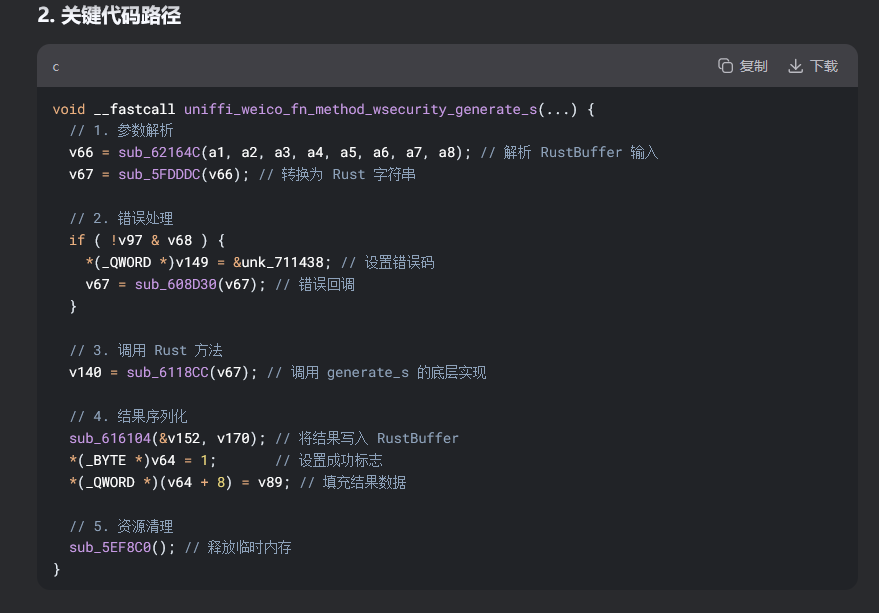 2. 关键代码路径
c
复制
下载
void __fastcall uniffi_weico_fn_method_wsecurity_generate_s(...) {
  // 1. 参数解析
  v66 = sub_62164C(a1, a2, a3, a4, a5, a6, a7, a8); // 解析 RustBuffer 输入
  v67 = sub_5FDDDC(v66); // 转换为 Rust 字符串

  // 2. 错误处理
  if ( !v97 & v68 ) {
    *(_QWORD *)v149 = &unk_711438; // 设置错误码
    v67 = sub_608D30(v67); // 错误回调
  }

  // 3. 调用 Rust 方法
  v140 = sub_6118CC(v67); // 调用 generate_s 的底层实现

  // 4. 结果序列化
  sub_616104(&v152, v170); // 将结果写入 RustBuffer
  *(_BYTE *)v64 = 1;       // 设置成功标志
  *(_QWORD *)(v64 + 8) = v89; // 填充结果数据

  // 5. 资源清理
  sub_5EF8C0(); // 释放临时内存
}